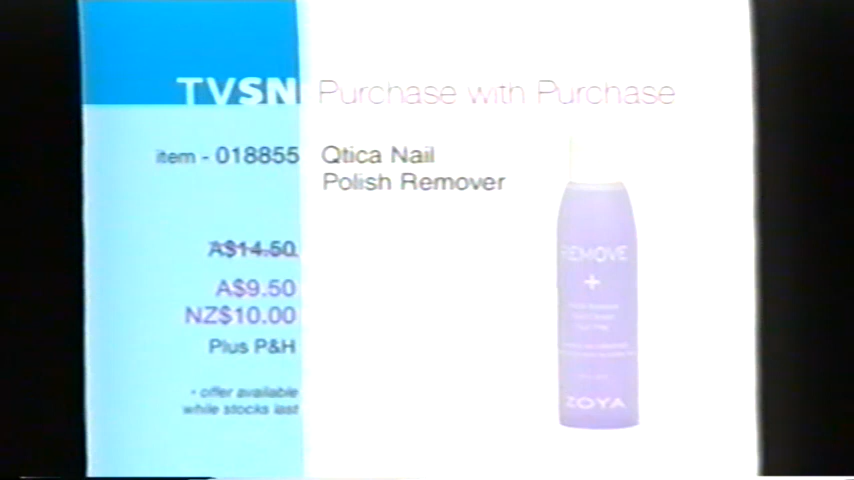 TVSN Purchase with Purchase
item - 018855 Qtica Nail
Polish Remover
A$14.50
A$9.50
NZ$10.00
Plus P&H
• offer available
while stocks last
REMOVE
+
ZOYA